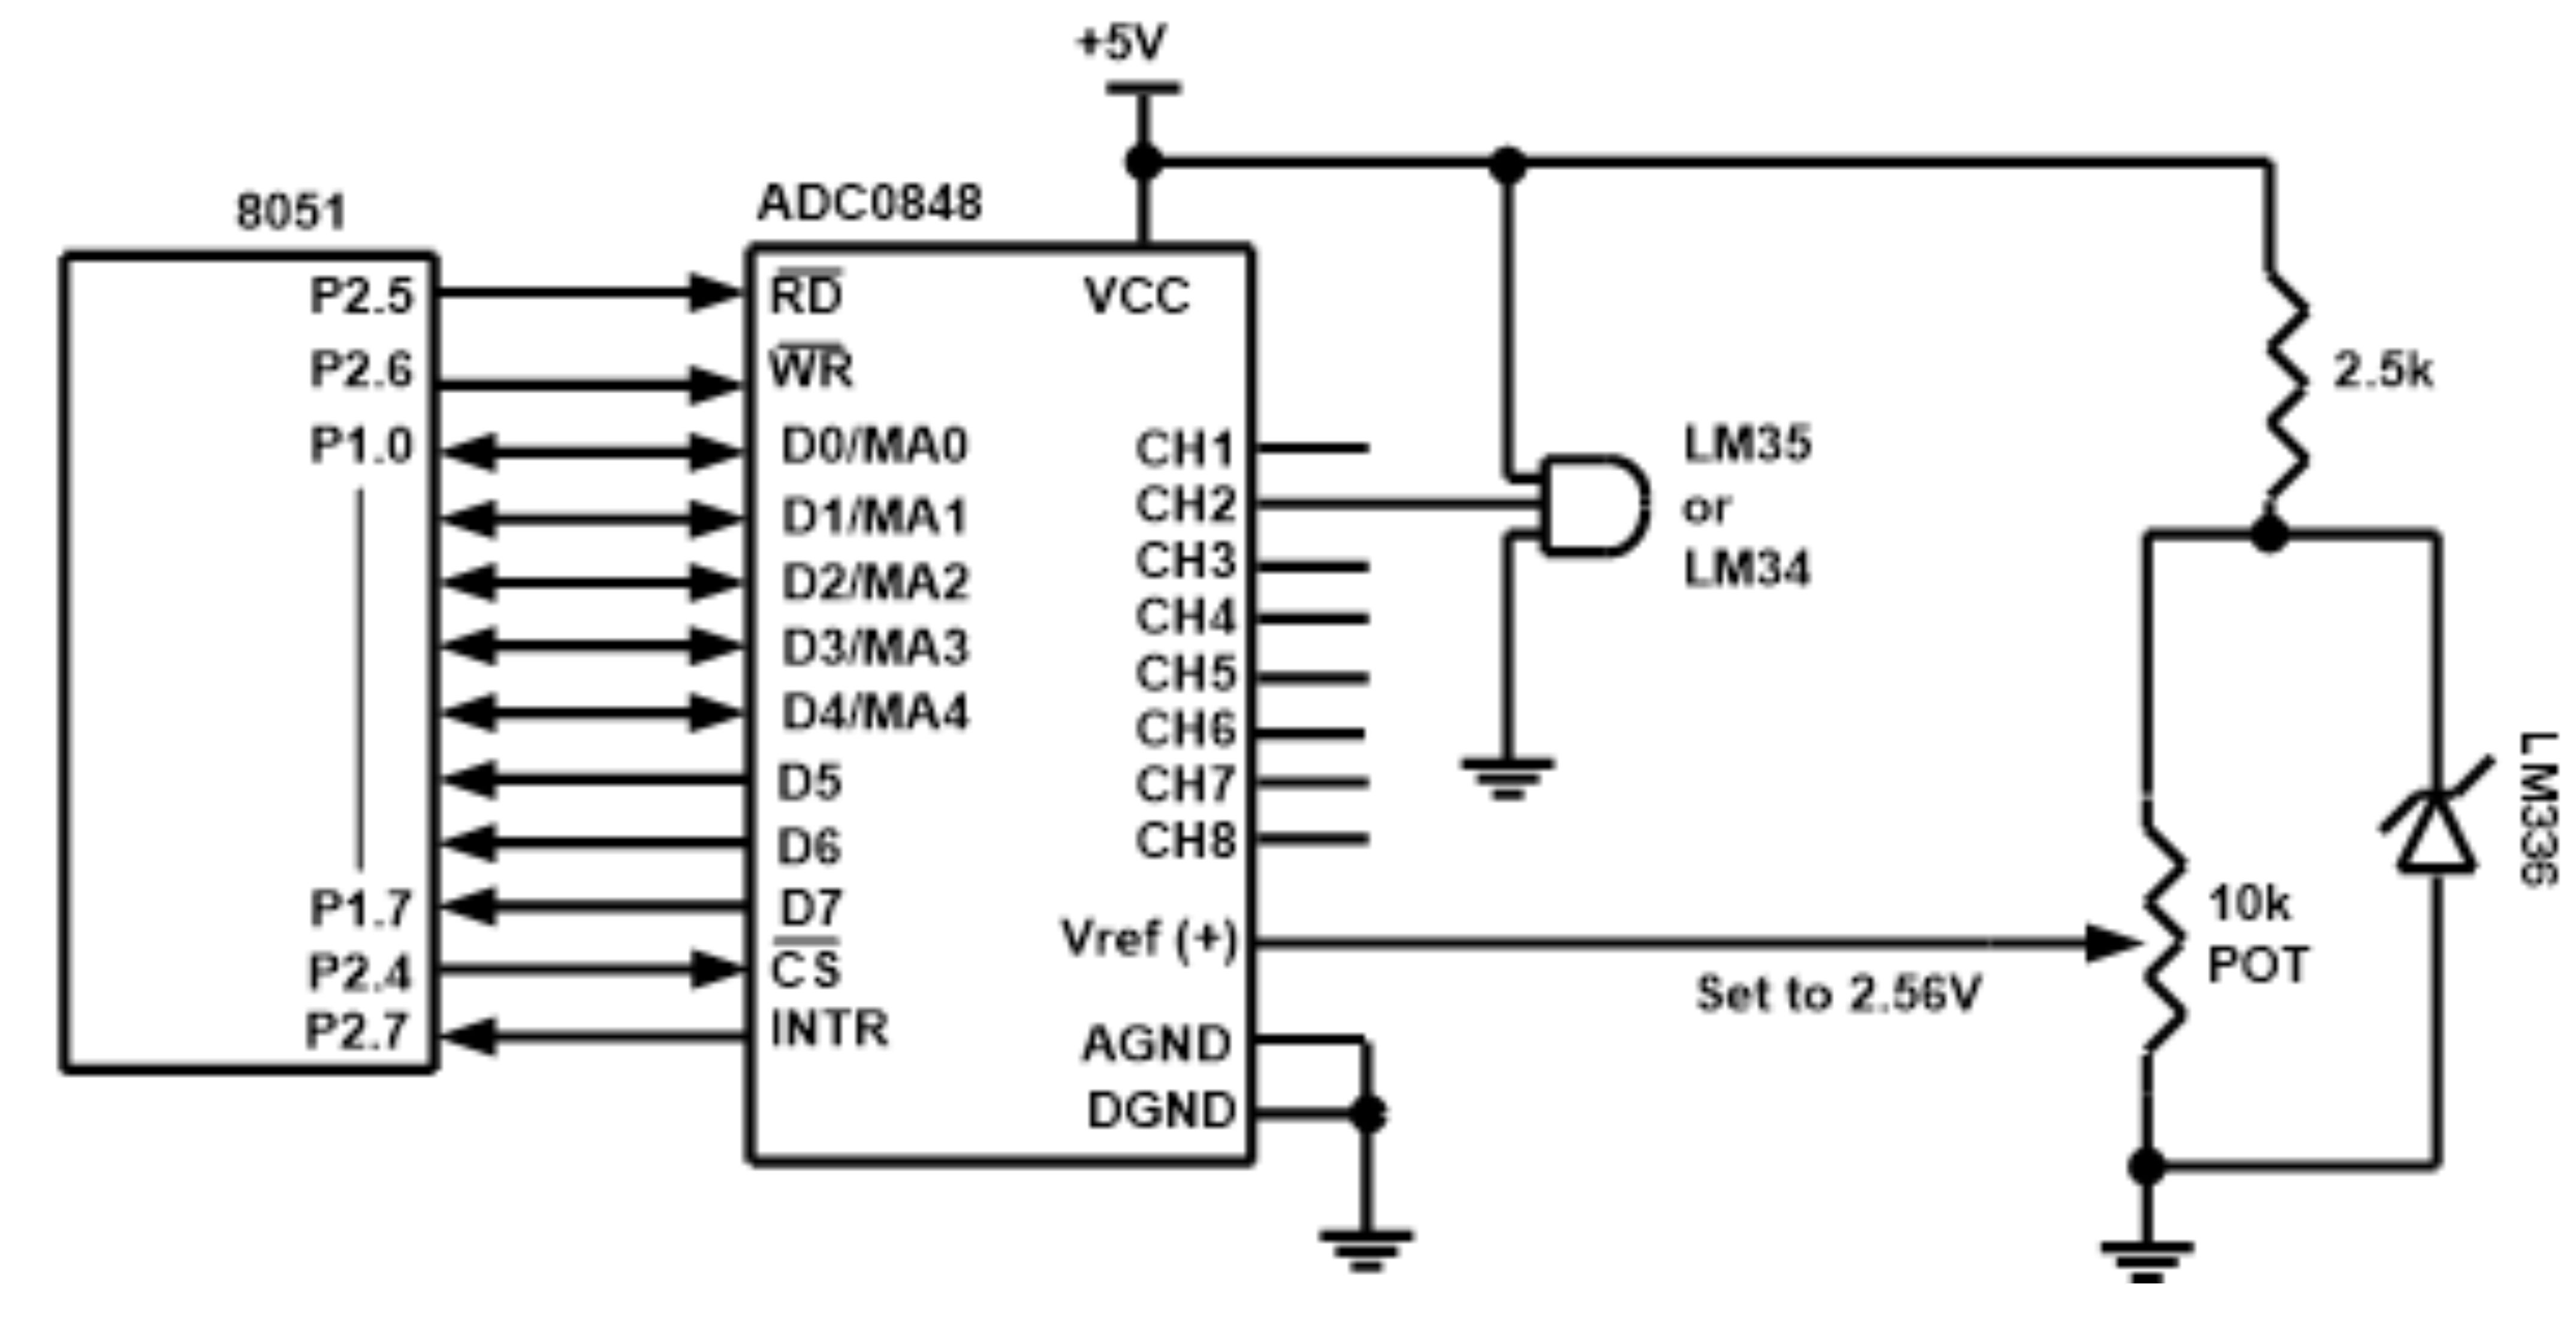 +5V
8051
ADC0848
P2.5
P2.6
P1.0
P1.7
P2.4
P2.7
RD
WR
D0/MA0
D1/MA1
D2/MA2
D3/MA3
D4/MA4
D5
D6
D7
CS
INTR
VCC
CH1
CH2
CH3
CH4
CH5
CH6
CH7
CH8
Vref (+)
AGND
DGND
LM35
or
LM34
Set to 2.56V
2.5k
10k
POT
LM336